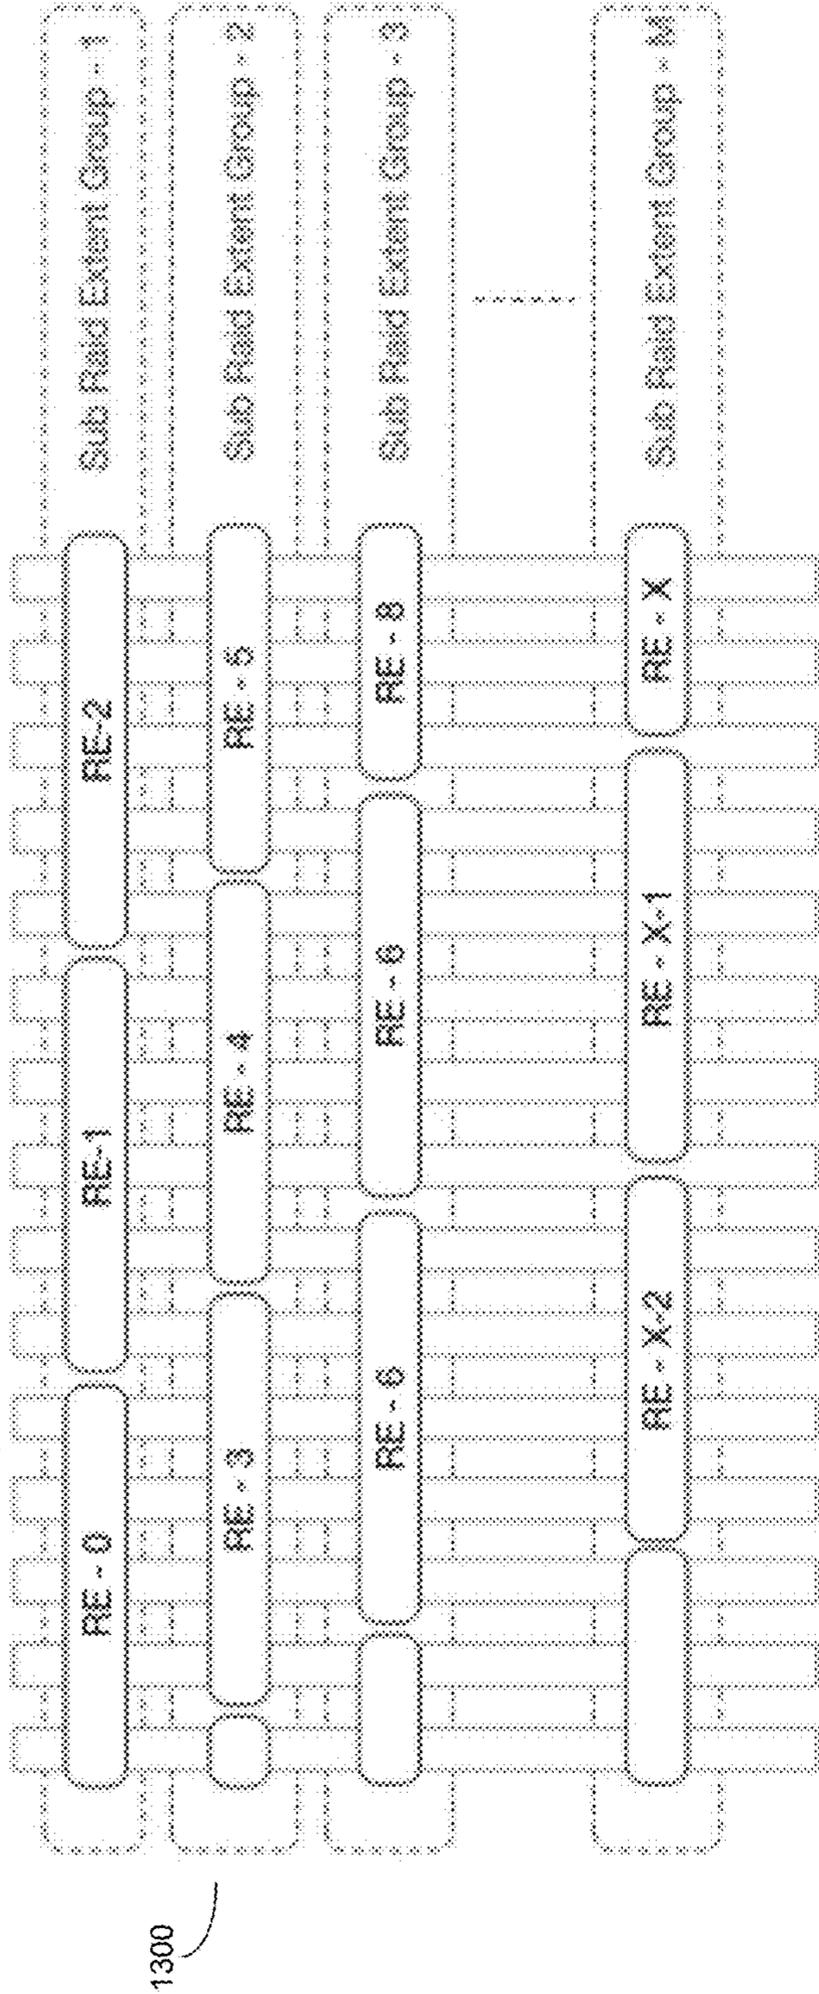 1300
RE - 0 RE-1 RE-2 Sub Raid Extent Group - 1
RE - 3 RE - 4 RE - 5 Sub Raid Extent Group - 2
RE - 6 RE - 6 RE - 8 Sub Raid Extent Group - 3
RE - X-2 RE - X-1 RE - X Sub Raid Extent Group - M